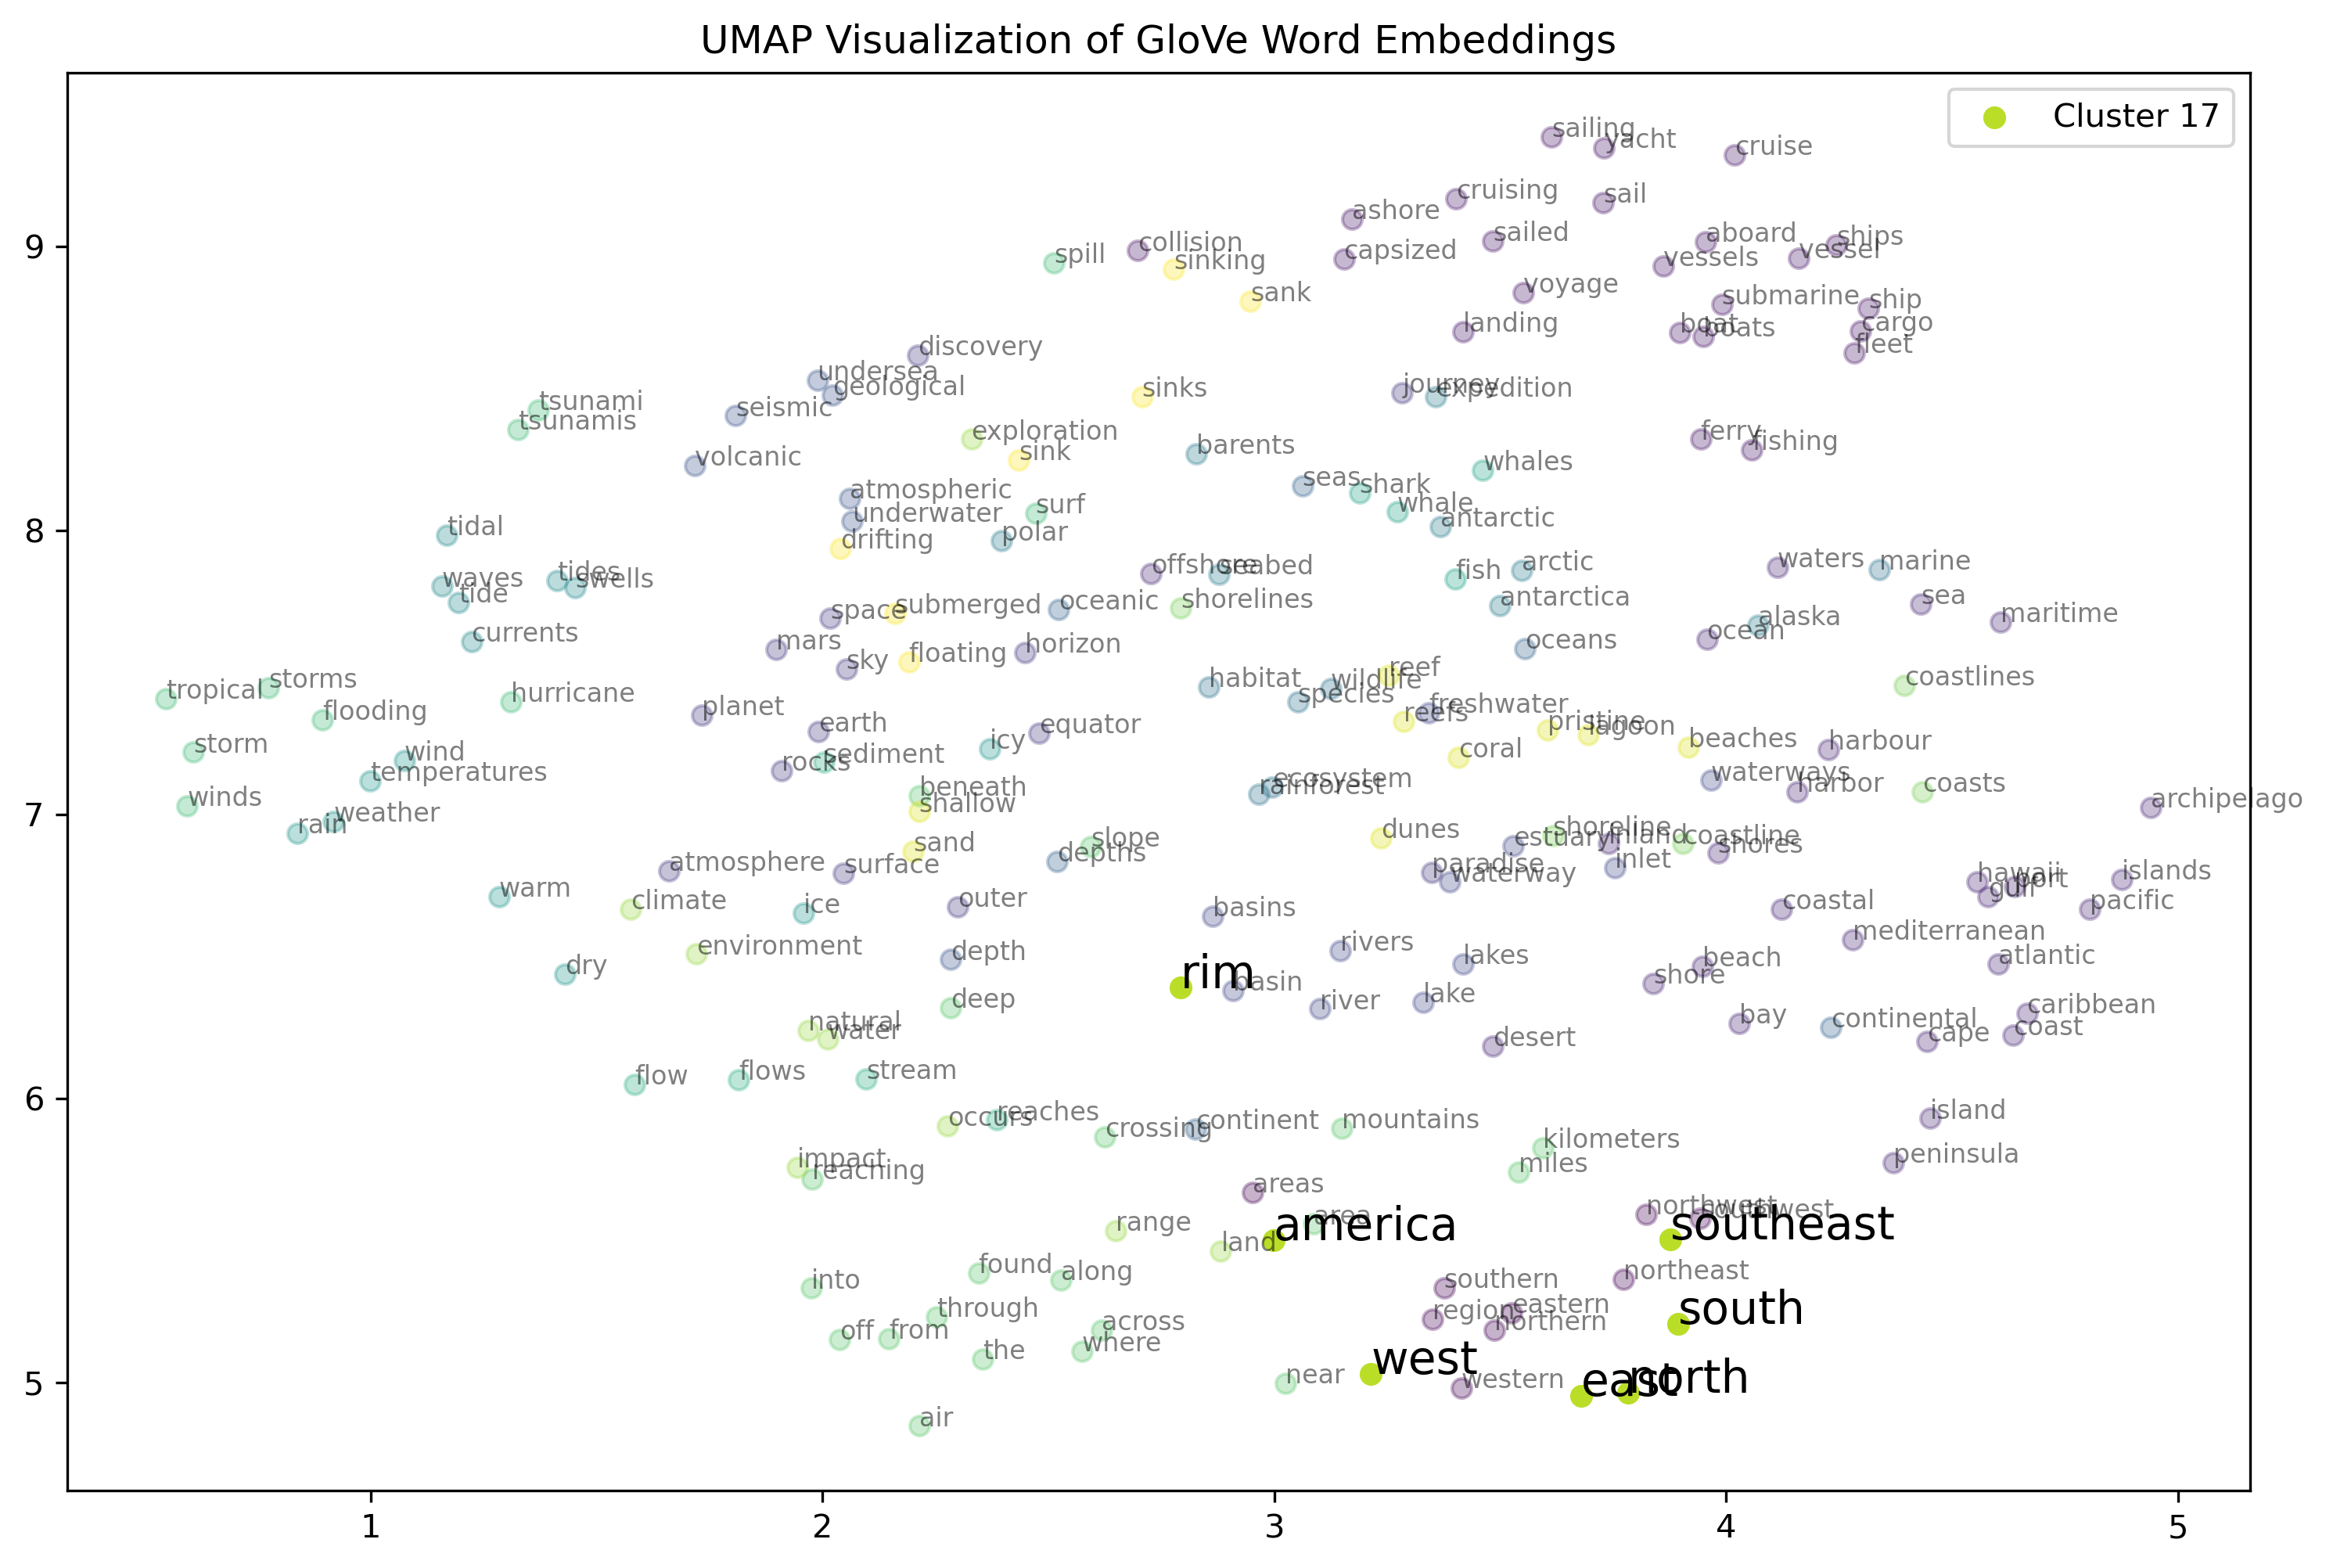 UMAP Visualization of GloVe Word Embeddings
Cluster 17
sailing
yacht
cruise
cruising
sail
ashore
sailed
aboard
ships
collision
capsized
vessel
spill
sinking
vessels
voyage
sank
submarine
ship
landing
boat
boats
cargo
fleet
discovery
undersea
geological
sinks
journey
expedition
tsunami
tsunamis
seismic
exploration
barents
ferry
fishing
volcanic
sink
seas
shark
whales
whale
atmospheric
underwater
surf
antarctic
tidal
drifting
polar
offshore
seabed
fish
arctic
waters
marine
waves
tides
swells
tide
space
submerged
oceanic
shorelines
antarctica
ocean
alaska
sea
maritime
currents
mars
sky
floating
horizon
oceans
tropical
storms
hurricane
habitat
wildlife
species
reef
coastlines
flooding
planet
earth
equator
reefs
freshwater
pristine
lagoon
beaches
harbour
storm
wind
temperatures
rocks
sediment
icy
coral
ecosystem
rainforest
waterways
harbor
coasts
archipelago
winds
weather
rain
beneath
shallow
sand
slope
depths
dunes
estuary
shoreline
inland
coastline
shores
atmosphere
surface
paradise
waterway
inlet
hawaii
gulf
port
islands
pacific
warm
climate
ice
outer
basins
coastal
mediterranean
environment
depth
rivers
lakes
beach
atlantic
dry
rim
basin
shore
deep
river
lake
bay
continental
caribbean
cape
coast
natural
water
desert
flow
flows
stream
occurs
reaches
crossing
continent
mountains
island
kilometers
miles
peninsula
impact
reaching
areas
northwest
southwest
range
land
america
area
southeast
into
found
along
southern
northeast
through
region
eastern
northern
south
off
from
the
across
where
near
west
western
east
north
air
9
8
7
6
5
1
2
3
4
5